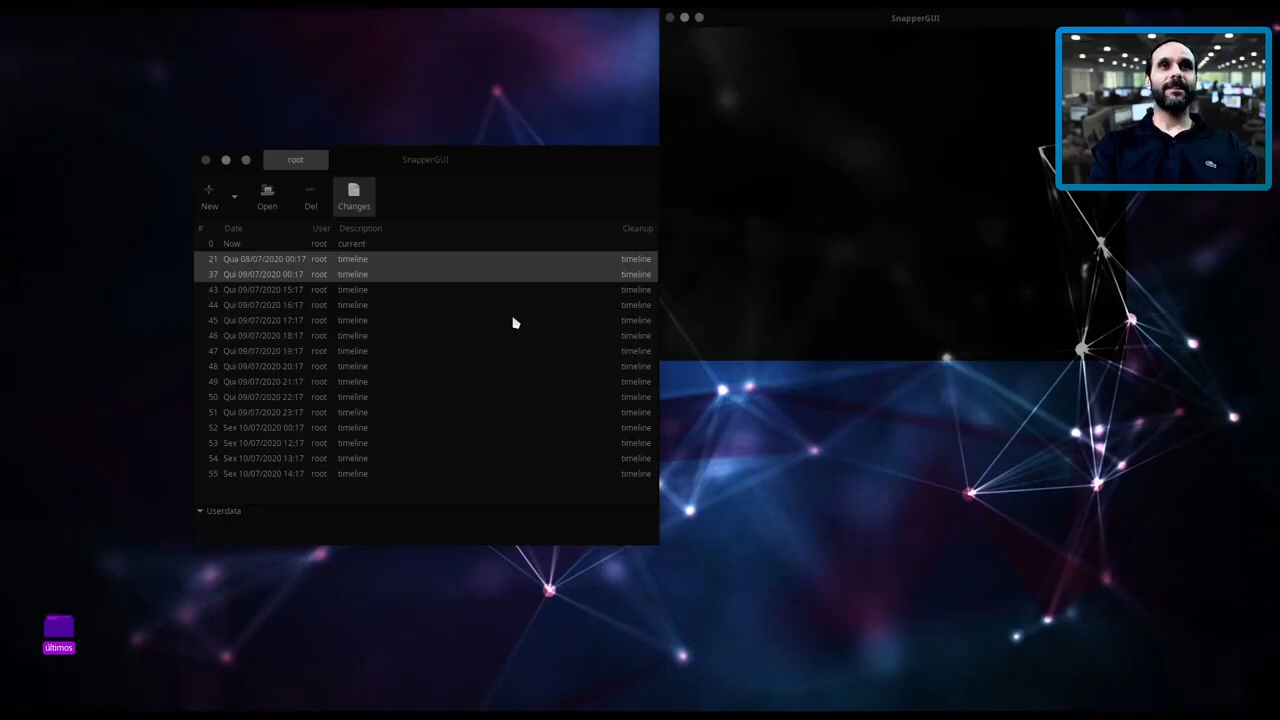 SnapperGUI
root SnapperGUI
New Open Del Changes
# Date User Description Cleanup
0 Now root current
21 Qua 08/07/2020 00:17 root timeline timeline
37 Qui 09/07/2020 00:17 root timeline timeline
43 Qui 09/07/2020 15:17 root timeline timeline
44 Qui 09/07/2020 16:17 root timeline timeline
45 Qui 09/07/2020 17:17 root timeline timeline
46 Qui 09/07/2020 18:17 root timeline timeline
47 Qui 09/07/2020 19:17 root timeline timeline
48 Qui 09/07/2020 20:17 root timeline timeline
49 Qui 09/07/2020 21:17 root timeline timeline
50 Qui 09/07/2020 22:17 root timeline timeline
51 Qui 09/07/2020 23:17 root timeline timeline
52 Sex 10/07/2020 00:17 root timeline timeline
53 Sex 10/07/2020 12:17 root timeline timeline
54 Sex 10/07/2020 13:17 root timeline timeline
55 Sex 10/07/2020 14:17 root timeline timeline
Userdata
últimos